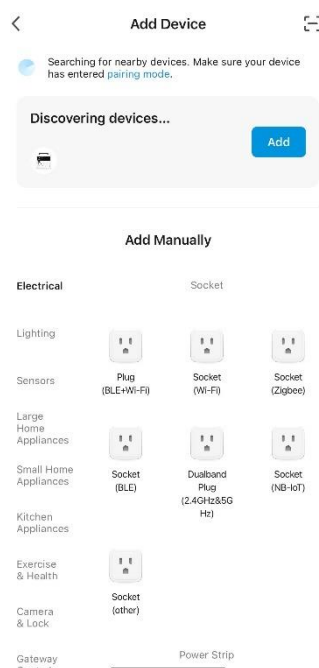 Add Device
Searching for nearby devices. Make sure your device
has entered pairing mode.
Discovering devices...
Add
Add Manually
Electrical
Socket
Lighting
Plug
(BLE+Wi-Fi)
Socket
(Wi-Fi)
Socket
(Zigbee)
Sensors
Large
Home
Appliances
Small Home
Appliances
Socket
(BLE)
Dualband
Plug
(2.4GHz&5G
Hz)
Socket
(NB-IoT)
Kitchen
Appliances
Exercise
& Health
Socket
(other)
Camera
& Lock
Gateway
Power Strip